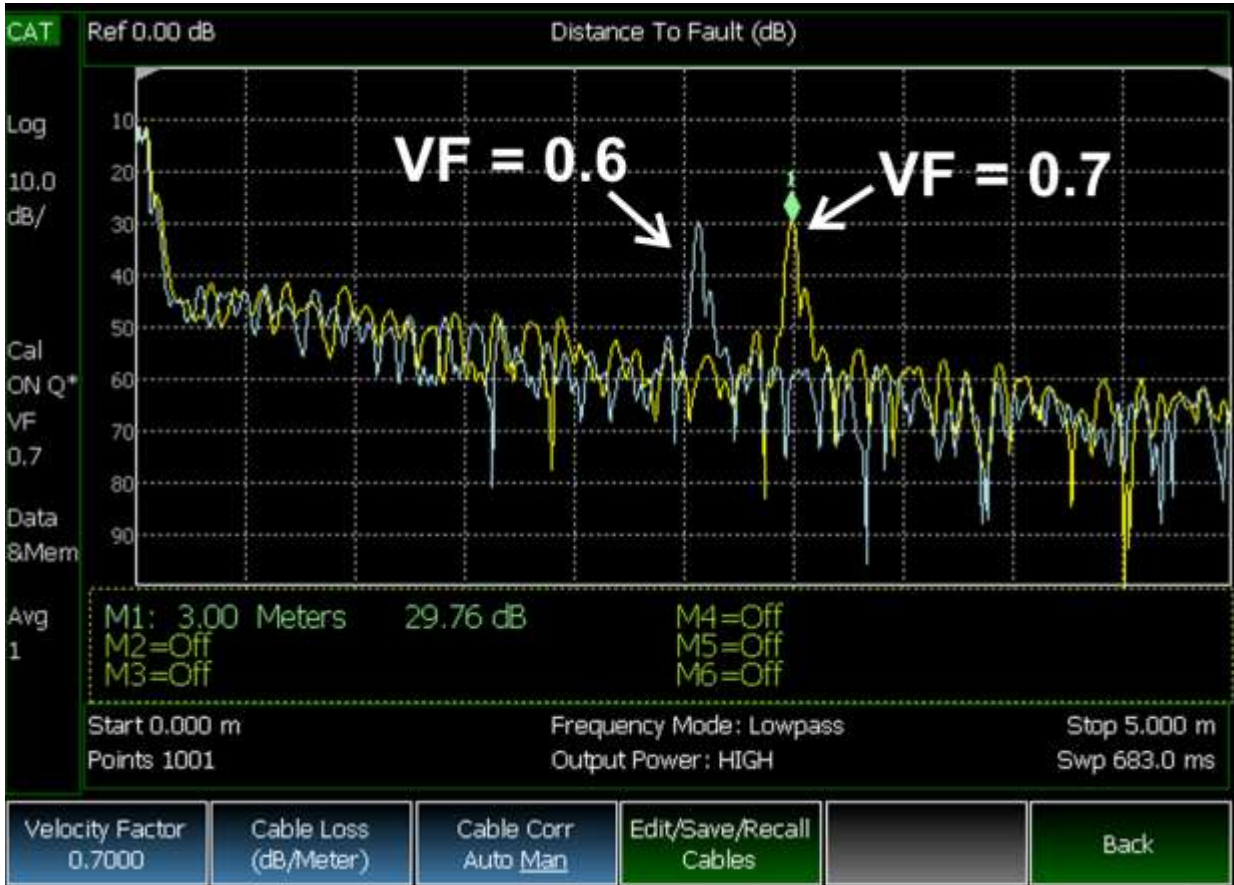 CAT Ref 0.00 dB Distance To Fault (dB)
Log
10.0
dB/
Cal
ON Q*
VF
0.7
Data
&Mem
Avg
1
10
20
30
40
50
60
70
80
90
VF = 0.6
1
VF = 0.7
M1: 3.00 Meters 29.76 dB M4=Off
M2=Off M5=Off
M3=Off M6=Off
Start 0.000 m Frequency Mode: Lowpass Stop 5.000 m
Points 1001 Output Power: HIGH Swp 683.0 ms
Velocity Factor
0.7000
Cable Loss
(dB/Meter)
Cable Corr
Auto Man
Edit/Save/Recall
Cables
Back